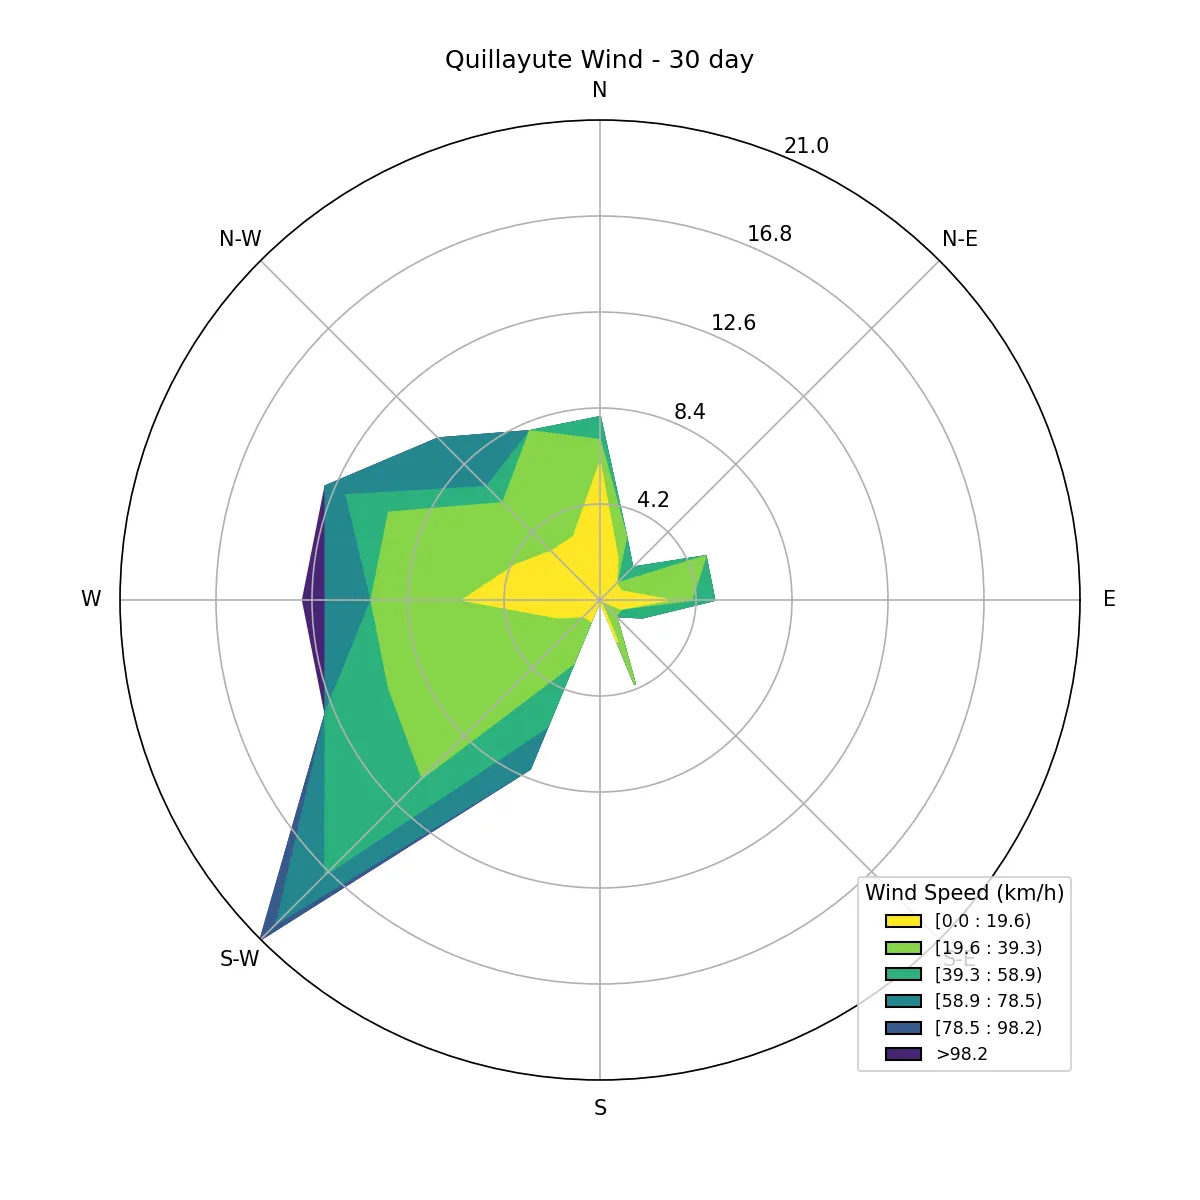 Quillayute Wind - 30 day
N
21.0
N-W
16.8
N-E
12.6
8.4
4.2
W
E
S-W
S-E
S
Wind Speed (km/h)
[0.0 : 19.6)
[19.6 : 39.3)
[39.3 : 58.9)
[58.9 : 78.5)
[78.5 : 98.2)
>98.2